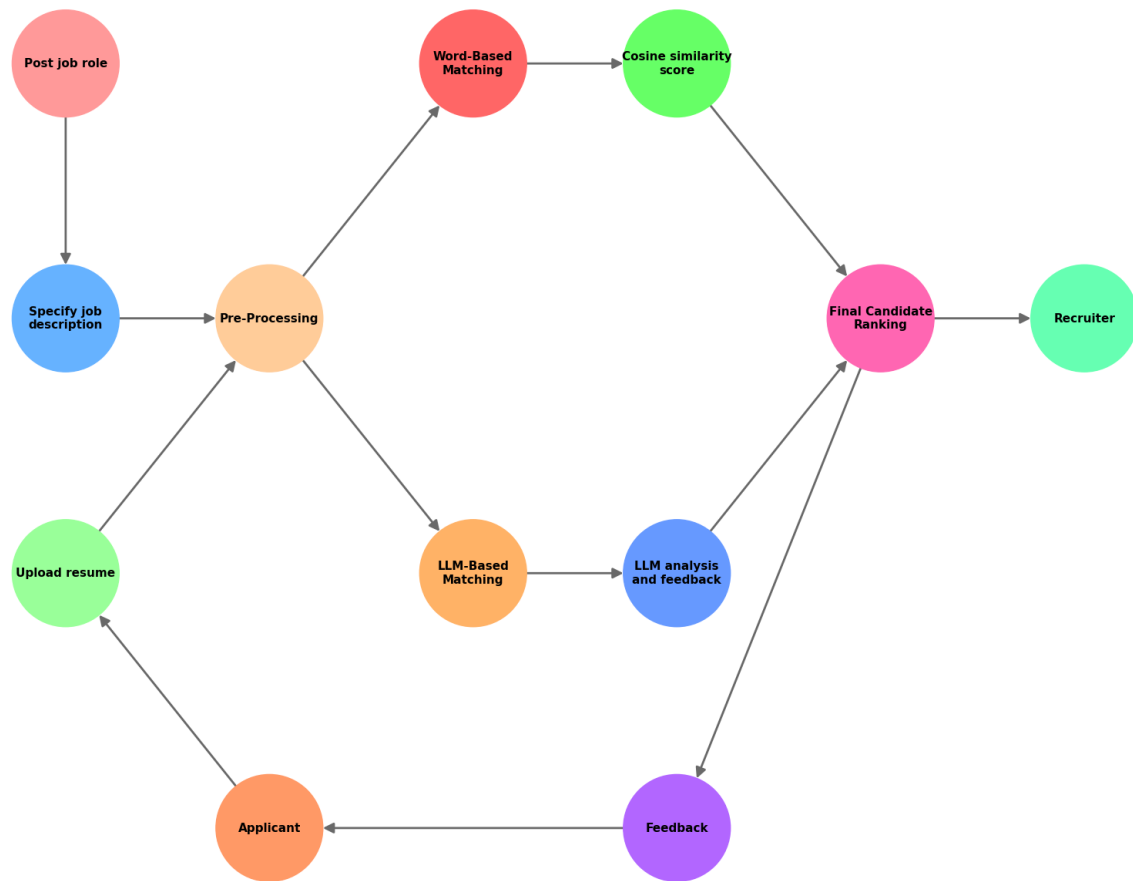 Post job role
Word-Based
Matching
Cosine similarity
score
Specify job
description
Pre-Processing
Final Candidate
Ranking
Recruiter
Upload resume
LLM-Based
Matching
LLM analysis
and feedback
Applicant
Feedback